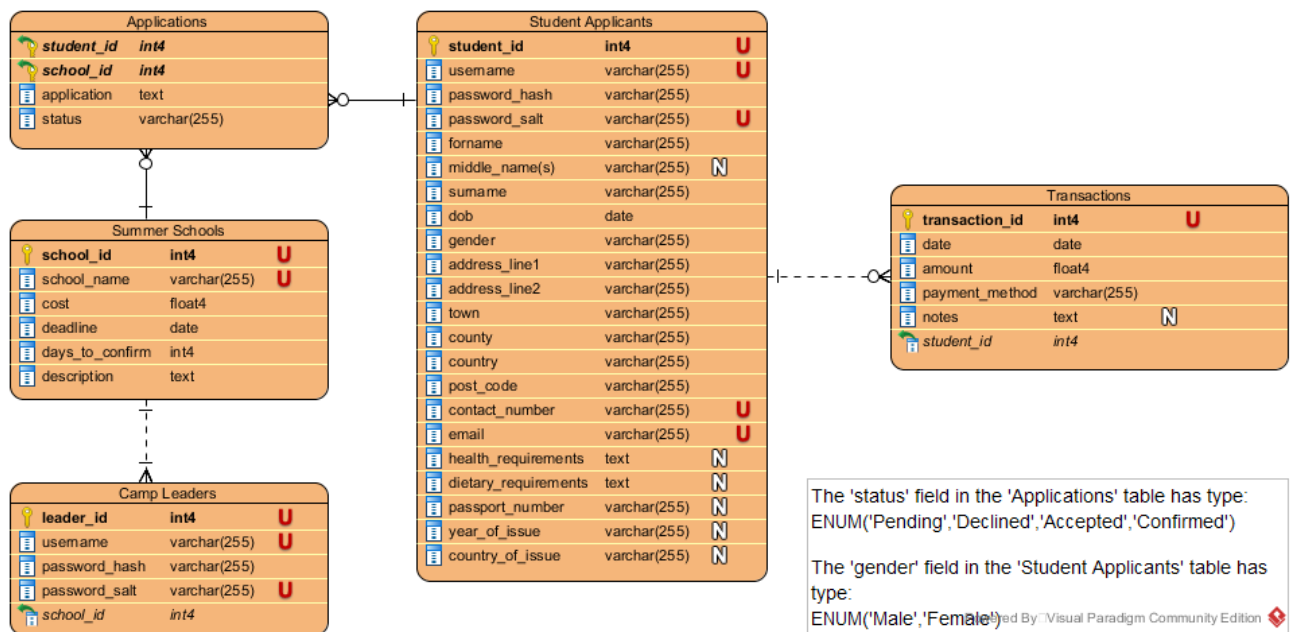 Applications
student_id int4
school_id int4
application text
status varchar(255)
Summer Schools
school_id int4 U
school_name varchar(255) U
cost float4
deadline date
days_to_confirm int4
description text
Camp Leaders
leader_id int4 U
username varchar(255) U
password_hash varchar(255)
password_salt varchar(255) U
school_id int4
Student Applicants
student_id int4 U
username varchar(255) U
password_hash varchar(255)
password_salt varchar(255) U
forname varchar(255)
middle_name(s) varchar(255) N
surname varchar(255)
dob date
gender varchar(255)
address_line1 varchar(255)
address_line2 varchar(255)
town varchar(255)
county varchar(255)
country varchar(255)
post_code varchar(255)
contact_number varchar(255) U
email varchar(255) U
health_requirements text N
dietary_requirements text N
passport_number varchar(255) N
year_of_issue varchar(255) N
country_of_issue varchar(255) N
Transactions
transaction_id int4 U
date date
amount float4
payment_method varchar(255)
notes text N
student_id int4
The 'status' field in the 'Applications' table has type:
ENUM('Pending','Declined','Accepted','Confirmed')
The 'gender' field in the 'Student Applicants' table has
type:
ENUM('Male','Female')
Powered By Visual Paradigm Community Edition